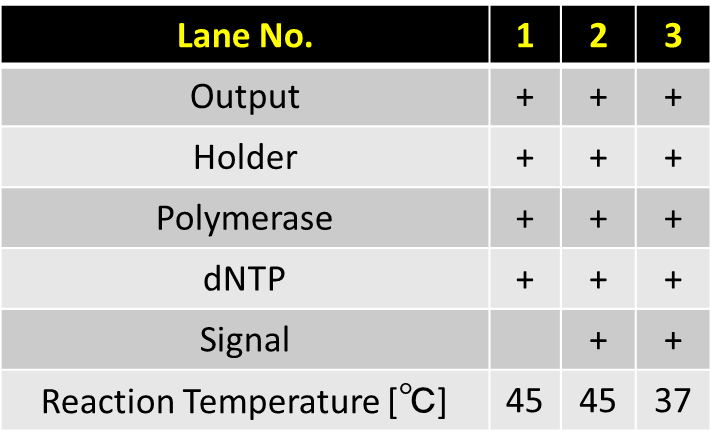 Lane No. 1 2 3
Output + + +
Holder + + +
Polymerase + + +
dNTP + + +
Signal + +
Reaction Temperature [℃] 45 45 37